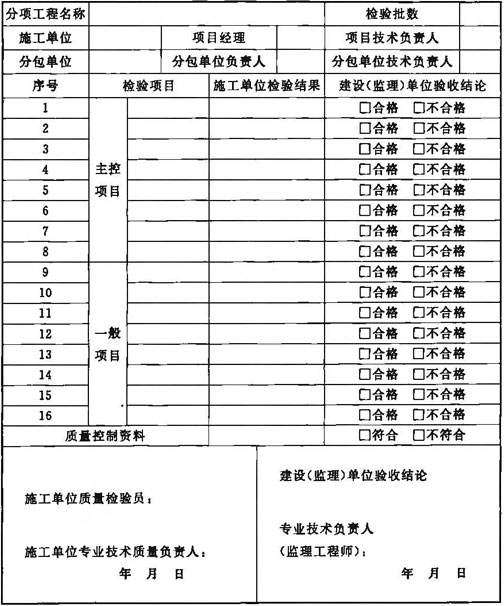 分项工程名称 检验批数
施工单位 项目经理 项目技术负责人
分包单位 分包单位负责人 分包单位技术负责人
序号 检验项目 施工单位检验结果 建设(监理)单位验收结论
1 □合格 □不合格
2 □合格 □不合格
3 □合格 □不合格
4 主控 □合格 □不合格
5 项目 □合格 □不合格
6 □合格 □不合格
7 □合格 □不合格
8 □合格 □不合格
9 □合格 □不合格
10 □合格 □不合格
11 □合格 □不合格
12 一般 □合格 □不合格
13 项目 □合格 □不合格
14 □合格 □不合格
15 □合格 □不合格
16 □合格 □不合格
质量控制资料 □符合 □不符合
施工单位质量检验员:
施工单位专业技术质量负责人:
年 月 日
建设(监理)单位验收结论
专业技术负责人
(监理工程师):
年 月 日